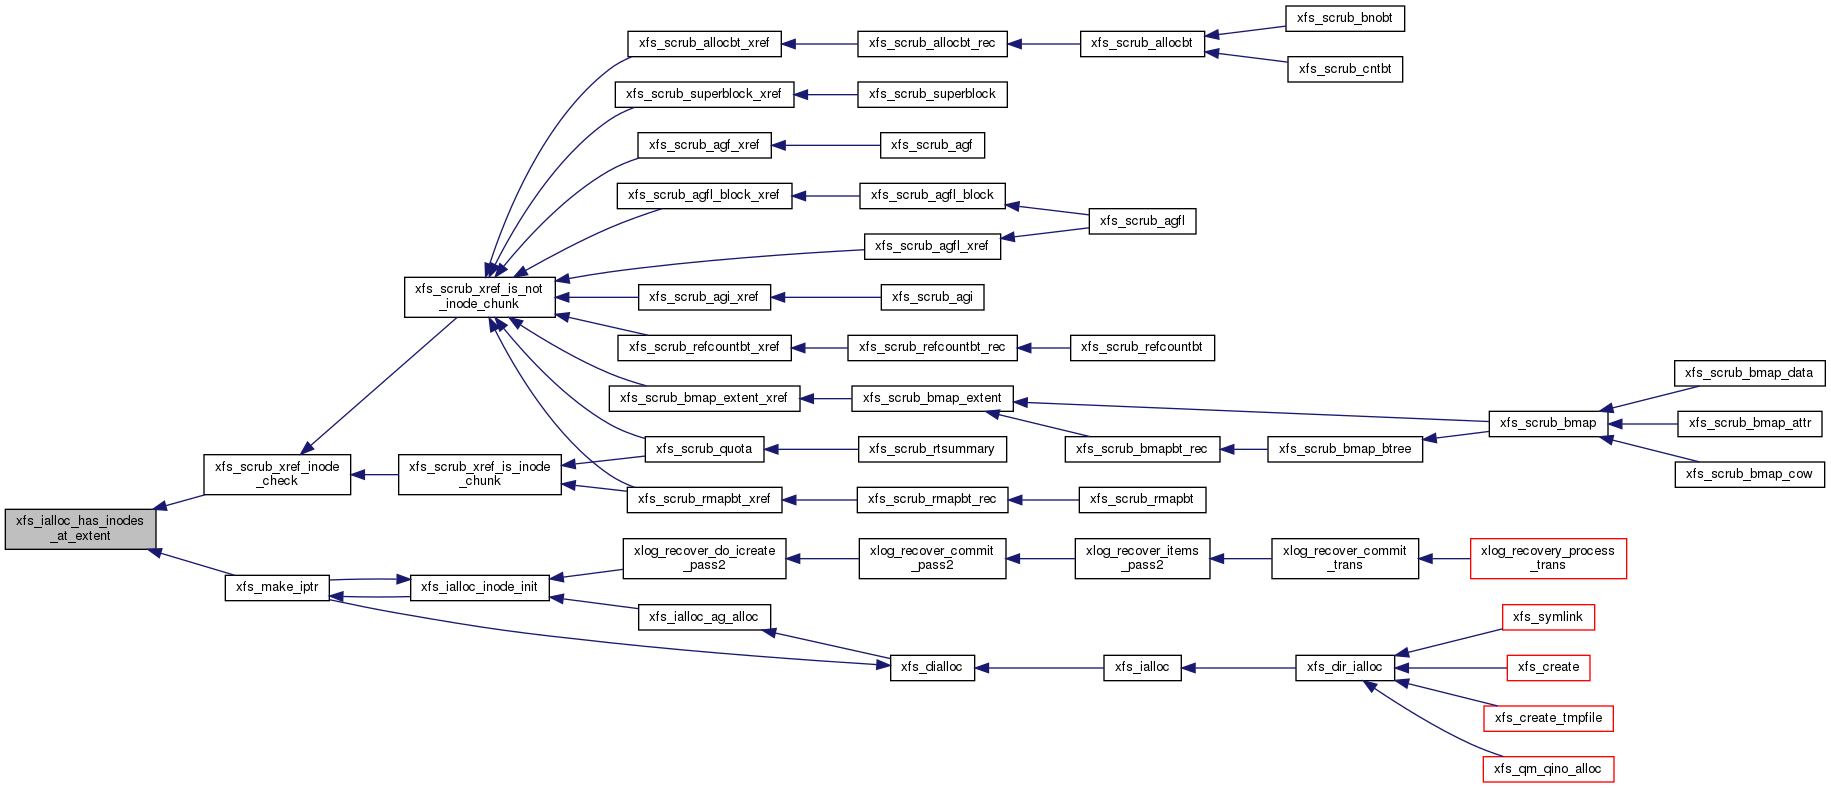 xfs_scrub_bnobt
xfs_scrub_allocbt_xref
xfs_scrub_allocbt_rec
xfs_scrub_allocbt
xfs_scrub_cntbt
xfs_scrub_superblock_xref
xfs_scrub_superblock
xfs_scrub_agf_xref
xfs_scrub_agf
xfs_scrub_agfl_block_xref
xfs_scrub_agfl_block
xfs_scrub_agfl
xfs_scrub_agfl_xref
xfs_scrub_xref_is_not
_inode_chunk
xfs_scrub_agi_xref
xfs_scrub_agi
xfs_scrub_refcountbt_xref
xfs_scrub_refcountbt_rec
xfs_scrub_refcountbt
xfs_scrub_bmap_data
xfs_scrub_bmap_extent_xref
xfs_scrub_bmap_extent
xfs_scrub_bmap
xfs_scrub_bmap_attr
xfs_scrub_quota
xfs_scrub_rtsummary
xfs_scrub_bmapbt_rec
xfs_scrub_bmap_btree
xfs_scrub_bmap_cow
xfs_scrub_xref_inode
_check
xfs_scrub_xref_is_inode
_chunk
xfs_scrub_rmapbt_xref
xfs_scrub_rmapbt_rec
xfs_scrub_rmapbt
xfs_ialloc_has_inodes
_at_extent
xlog_recover_do_icreate
_pass2
xlog_recover_commit
_pass2
xlog_recover_items
_pass2
xlog_recover_commit
_trans
xlog_recovery_process
_trans
xfs_make_iptr
xfs_ialloc_inode_init
xfs_ialloc_ag_alloc
xfs_symlink
xfs_dialloc
xfs_ialloc
xfs_dir_ialloc
xfs_create
xfs_create_tmpfile
xfs_qm_qino_alloc